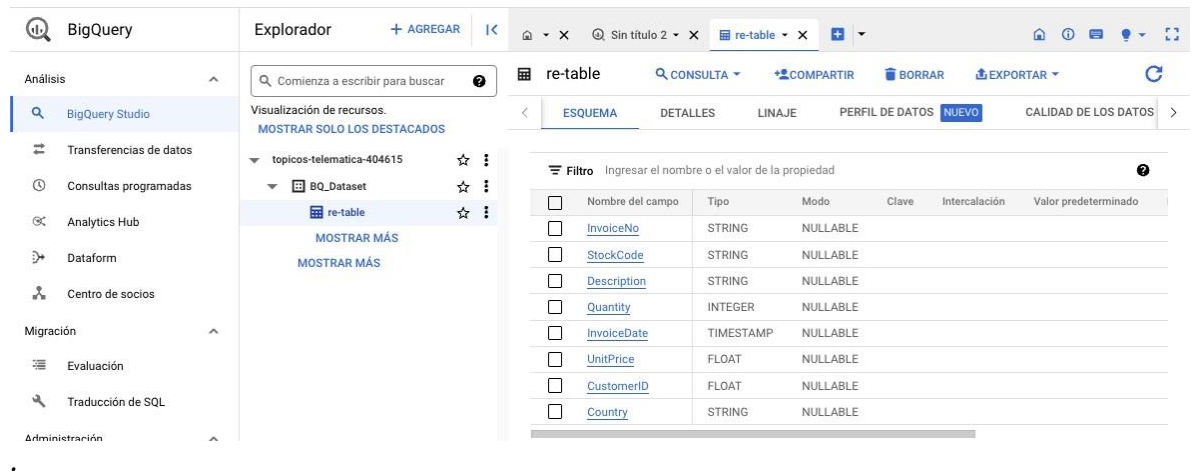 BigQuery
Análisis
BigQuery Studio
Transferencias de datos
Consultas programadas
Analytics Hub
Dataform
Centro de socios
Migración
Evaluación
Traducción de SQL
Administración
Explorador + AGREGAR
Comienza a escribir para buscar
Visualización de recursos.
MOSTRAR SOLO LOS DESTACADOS
topicos-telematica-404615
BQ_Dataset
re-table
MOSTRAR MÁS
MOSTRAR MÁS
Sin título 2 re-table
re-table CONSULTA COMPARTIR BORRAR EXPORTAR
ESQUEMA DETALLES LINAJE PERFIL DE DATOS NUEVO CALIDAD DE LOS DATOS
Filtro Ingresar el nombre o el valor de la propiedad
Nombre del campo Tipo Modo Clave Intercalación Valor predeterminado
InvoiceNo STRING NULLABLE
StockCode STRING NULLABLE
Description STRING NULLABLE
Quantity INTEGER NULLABLE
InvoiceDate TIMESTAMP NULLABLE
UnitPrice FLOAT NULLABLE
CustomerID FLOAT NULLABLE
Country STRING NULLABLE
.